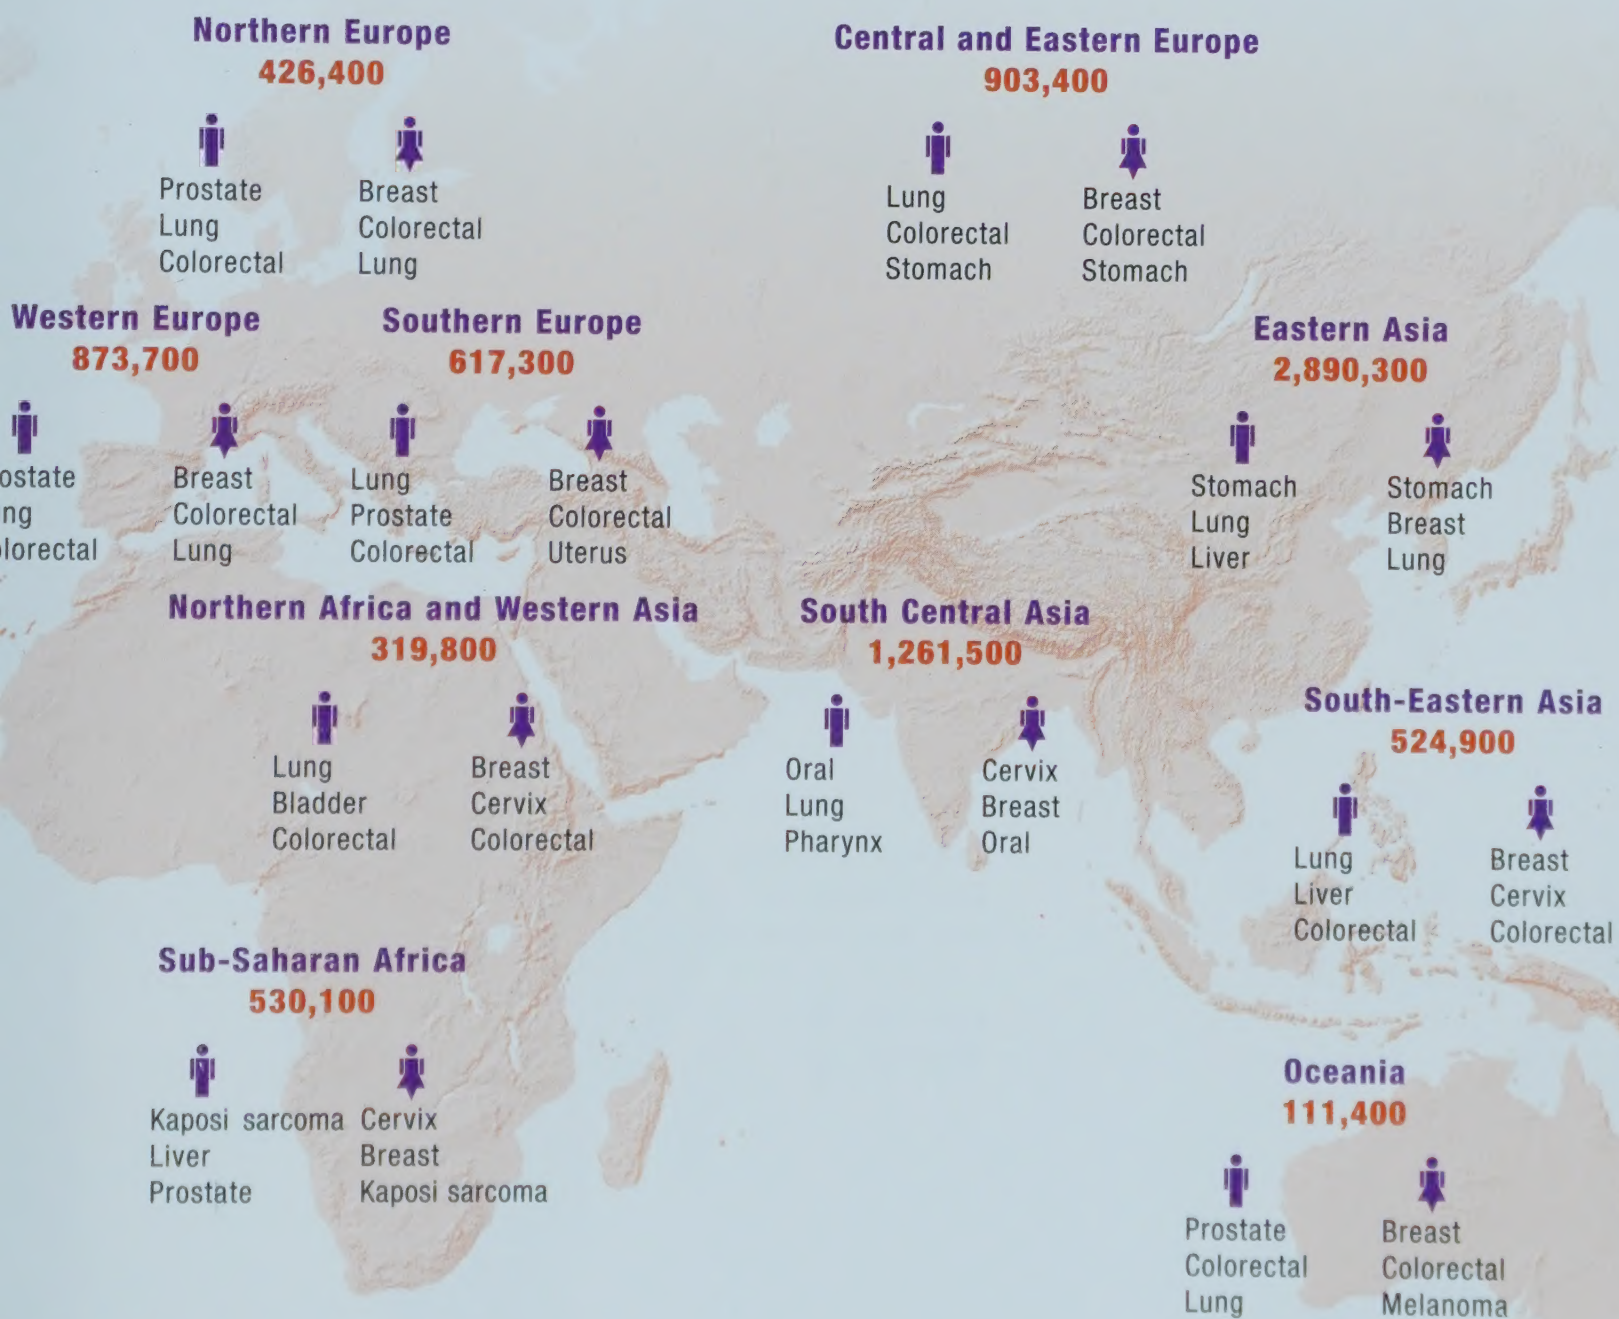 Northern Europe
426,400
Prostate
Lung
Colorectal
Breast
Colorectal
Lung
Central and Eastern Europe
903,400
Lung
Colorectal
Stomach
Breast
Colorectal
Stomach
Western Europe
873,700
ostate
ng
lorectal
Breast
Colorectal
Lung
Southern Europe
617,300
Lung
Prostate
Colorectal
Breast
Colorectal
Uterus
Eastern Asia
2,890,300
Stomach
Lung
Liver
Stomach
Breast
Lung
Northern Africa and Western Asia
319,800
Lung
Bladder
Colorectal
Breast
Cervix
Colorectal
South Central Asia
1,261,500
Oral
Lung
Pharynx
Cervix
Breast
Oral
South-Eastern Asia
524,900
Lung
Liver
Colorectal
Breast
Cervix
Colorectal
Sub-Saharan Africa
530,100
Kaposi sarcoma
Liver
Prostate
Cervix
Breast
Kaposi sarcoma
Oceania
111,400
Prostate
Colorectal
Lung
Breast
Colorectal
Melanoma